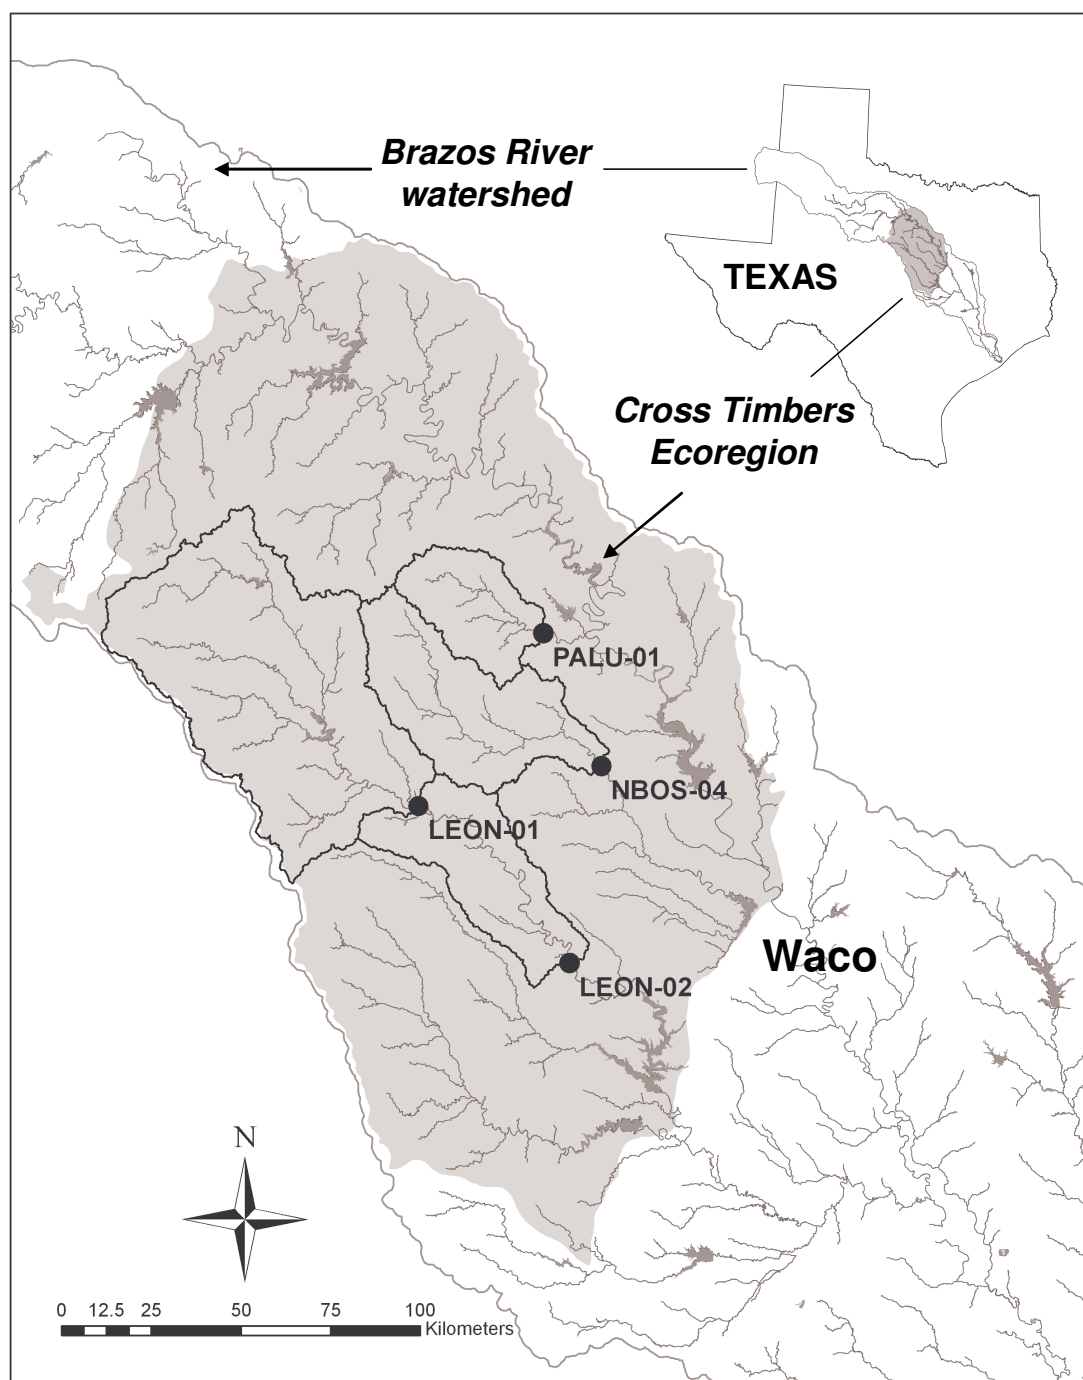 Brazos River
watershed
TEXAS
Cross Timbers
Ecoregion
PALU-01
NBOS-04
LEON-01
Waco
LEON-02
N
0 12.5 25 50 75 100
Kilometers